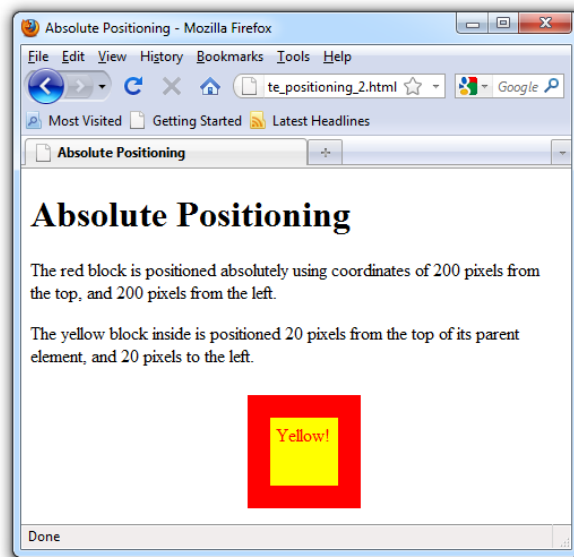 Absolute Positioning - Mozilla Firefox
File Edit View History Bookmarks Tools Help
te_positioning_2.html Google
Most Visited Getting Started Latest Headlines
Absolute Positioning
Absolute Positioning
The red block is positioned absolutely using coordinates of 200 pixels from
the top, and 200 pixels from the left.
The yellow block inside is positioned 20 pixels from the top of its parent
element, and 20 pixels to the left.
Yellow!
Done